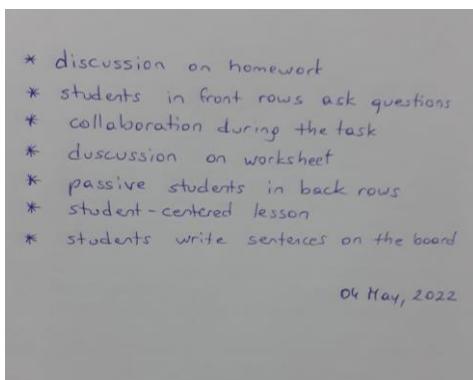 * discussion on homework
* students in front rows ask questions
* collaboration during the task
* duscussion on worksheet
* passive students in back rows
* student-centered lesson
* students write sentences on the board
04 May, 2022